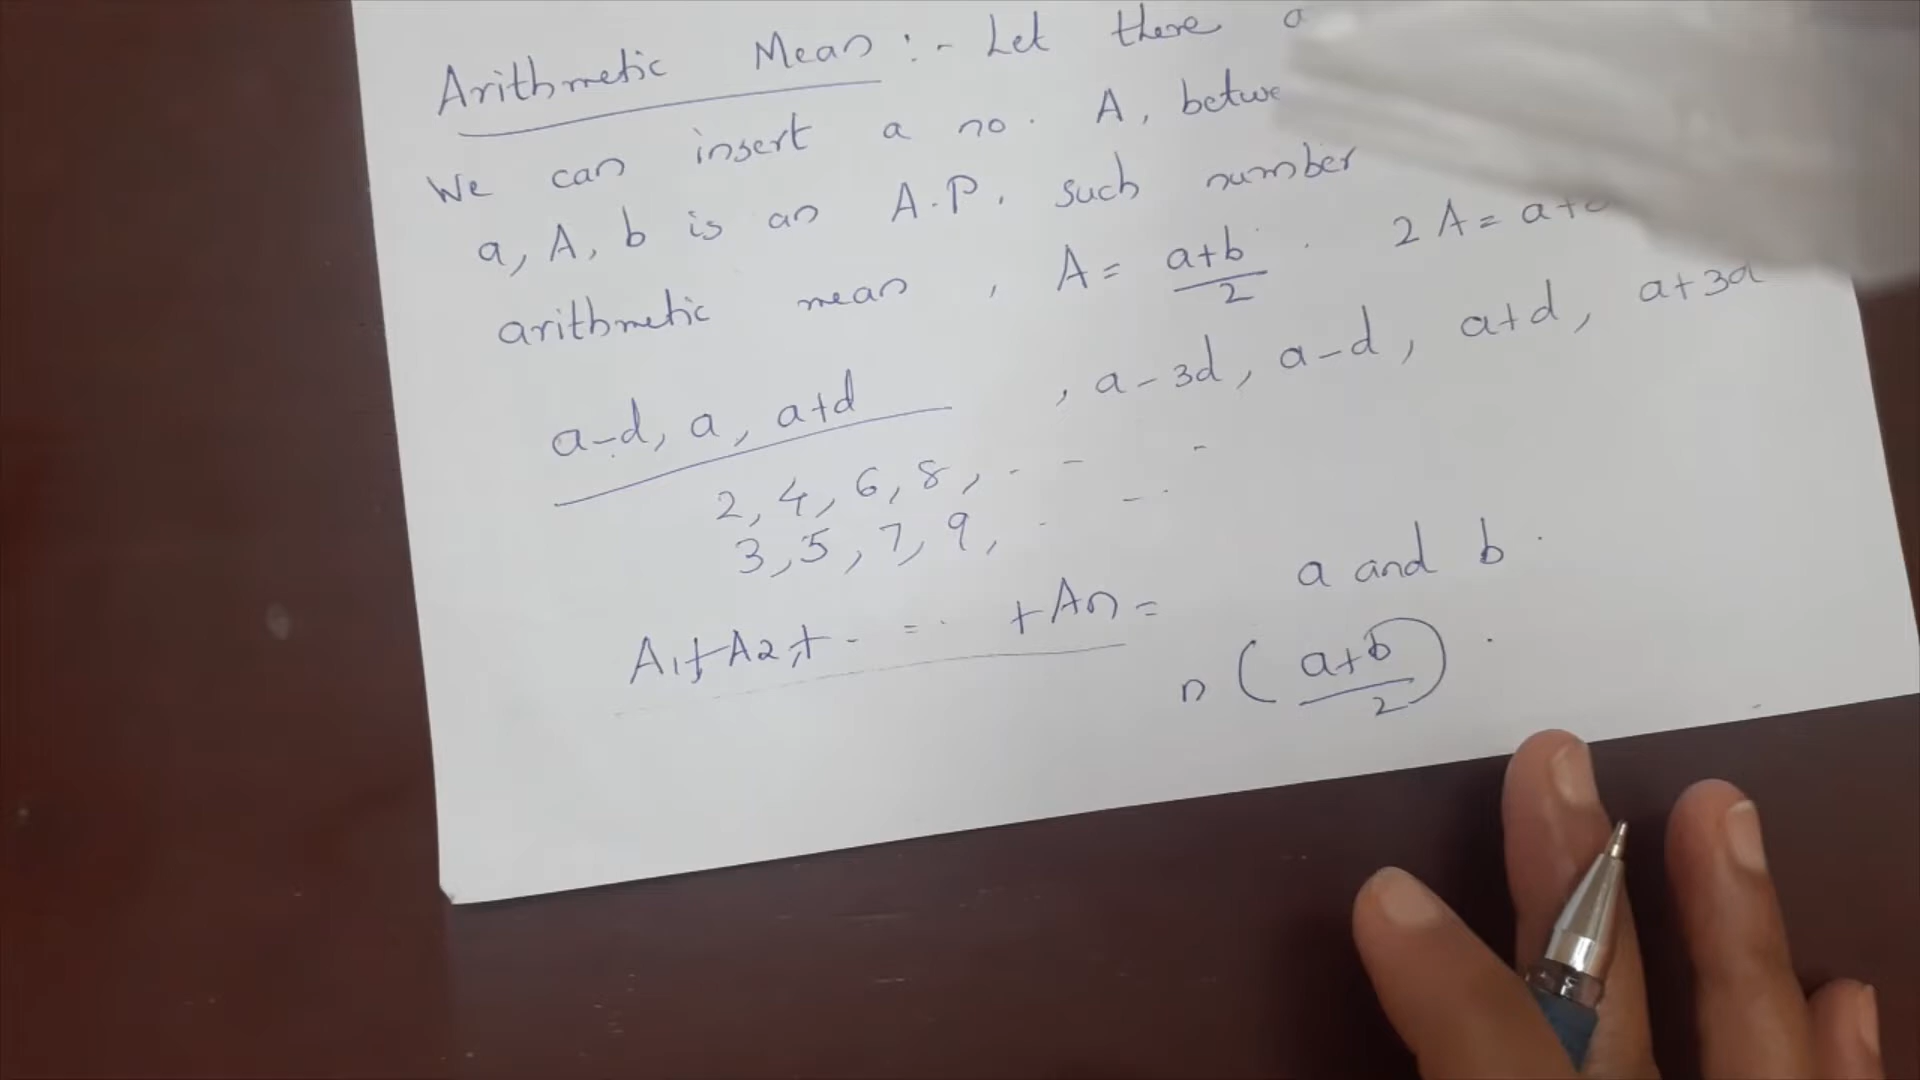 Arithmetic Mean :- Let there
We can insert a no. A,
a, A, b is an A.P. such number
arithmetic mean, A = a+b/2. 2A = a+
a-d, a, a+d , a-3d, a-d, a+d, a+3d
2, 4, 6, 8, . - -
3, 5, 7, 9, . - .
a and b.
A1+A2,+ - = . +An = n(a+b/2).